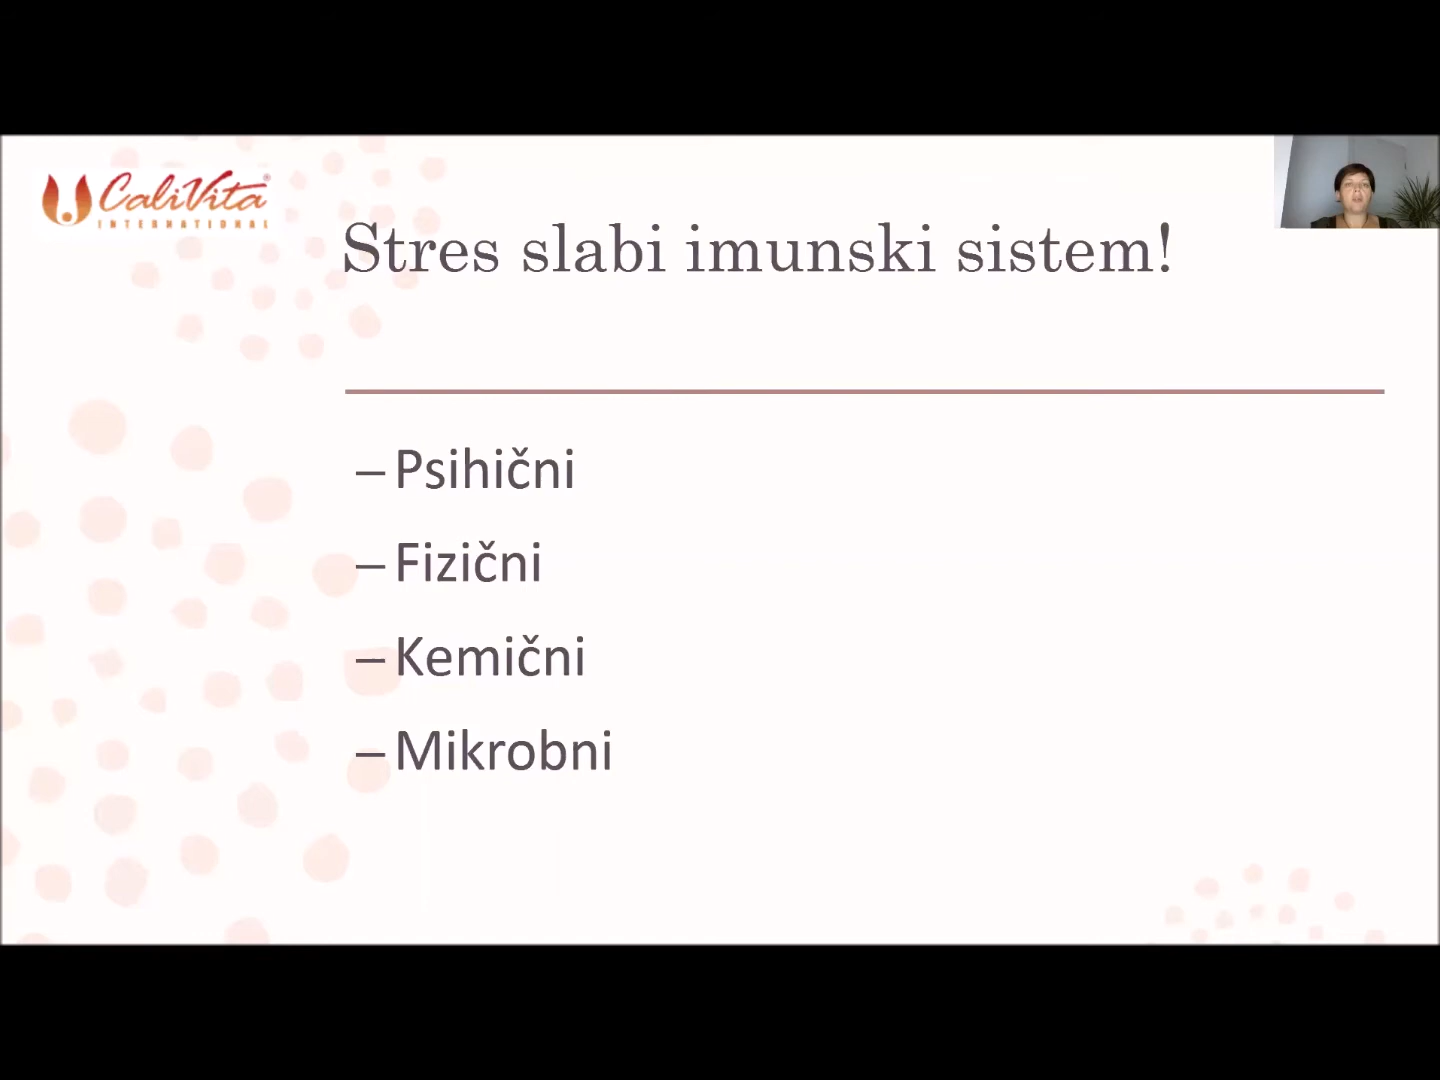 CaliVita®
INTERNATIONAL
Stres slabi imunski sistem!
– Psihični
– Fizični
– Kemični
– Mikrobni